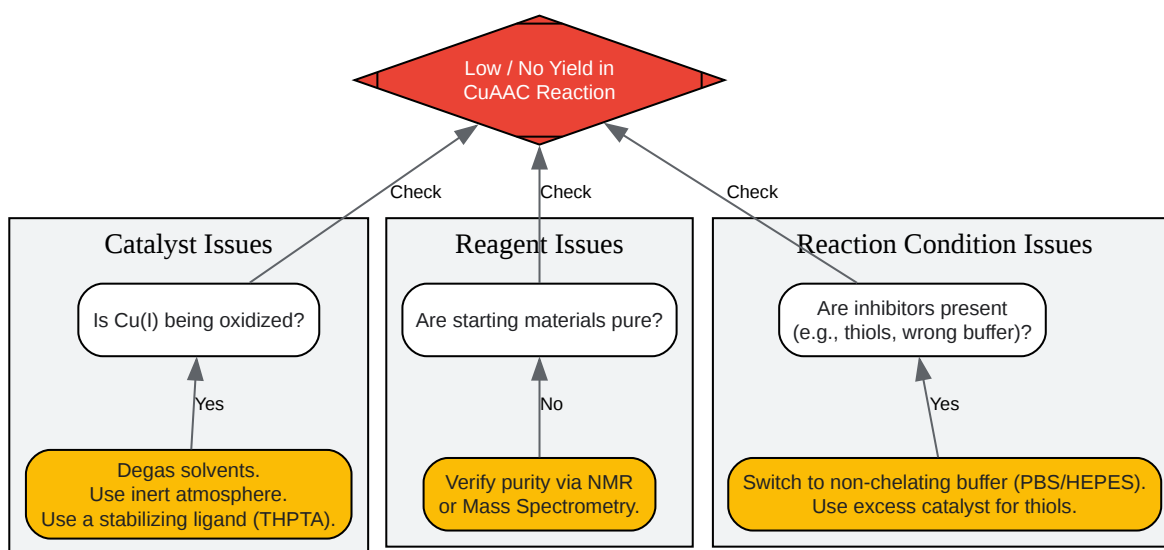 Low / No Yield in
CuAAC Reaction
Check
Check
Check
Catalyst Issues
Reagent Issues
Reaction Condition Issues
Is Cu(I) being oxidized?
Are starting materials pure?
Are inhibitors present
(e.g., thiols, wrong buffer)?
Yes
No
Yes
Degas solvents.
Use inert atmosphere.
Use a stabilizing ligand (THPTA).
Verify purity via NMR
or Mass Spectrometry.
Switch to non-chelating buffer (PBS/HEPES).
Use excess catalyst for thiols.